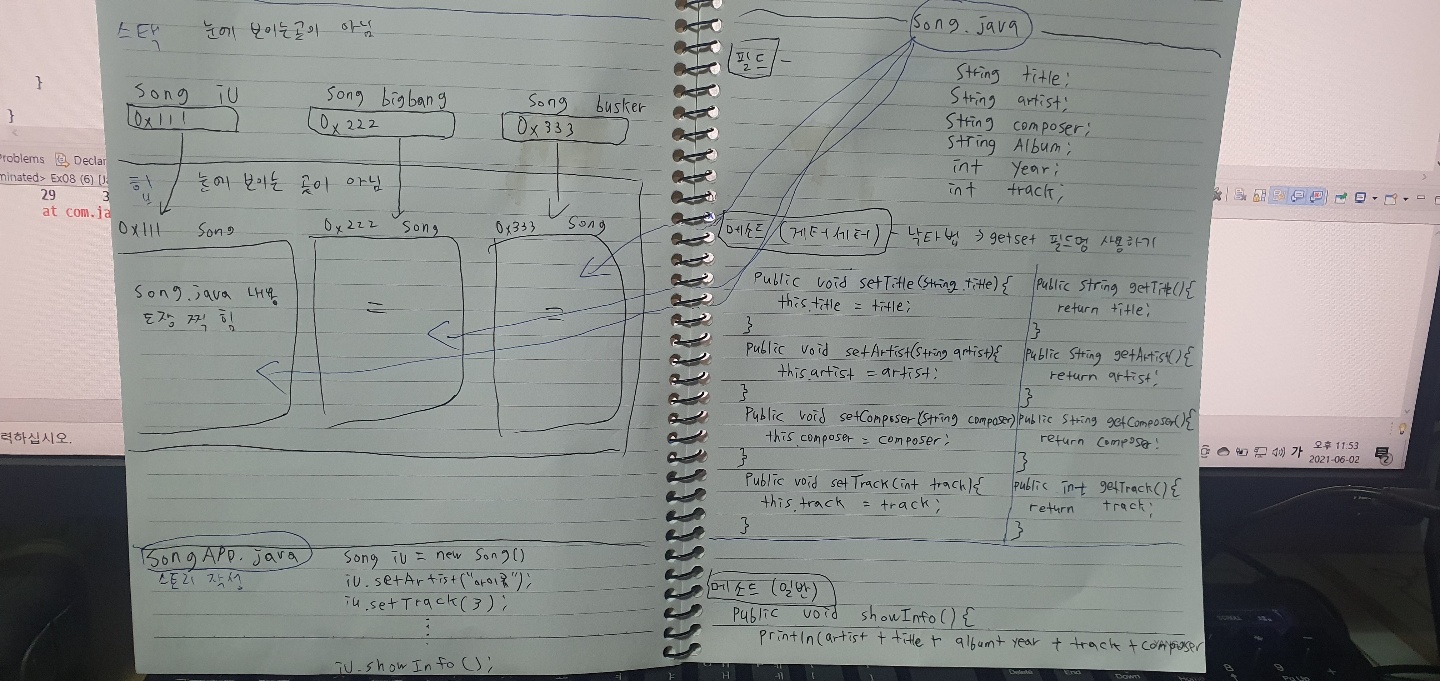 스택 눈에 보이는곳이 아님
Song iU
0x111
Song bigbang
0x222
Song busker
0x333
힙 눈에 보이는 곳이 아님
0x111 Song
0x222 Song
0x333 Song
Song.java 내용
도장 찍힘
=
=
SongAPP.java
스토리 작성
Song iu = new Song()
iu.setArtist("아이유");
iu.setTrack(3);
iu.showInfo();
Song.java
필드 -
String title;
String artist;
String composer;
String Album;
int Year;
int track;
메소드 (게터세터) - 낙타법 → getset 필드명 사용하기
Public void setTitle(String title){
this.title = title;
}
Public void setArtist(String artist){
this.artist = artist;
}
Public void setComposer(String composer)
this composer = composer;
}
Public void setTrack(int track){
this.track = track;
}
Public String getTitle(){
return title;
}
Public String getArtist(){
return artist;
}
Public String getComposer(){
return composer;
}
Public int getTrack(){
return track;
}
메소드 (일반)
Public void showInfo(){
Println(artist + title + album+ year + track + composer
}
}
Problems Declar
minated> Ex08 (6) [J
29 3
at com.ja
력하십시오.
가
오후 11:53
2021-06-02
2